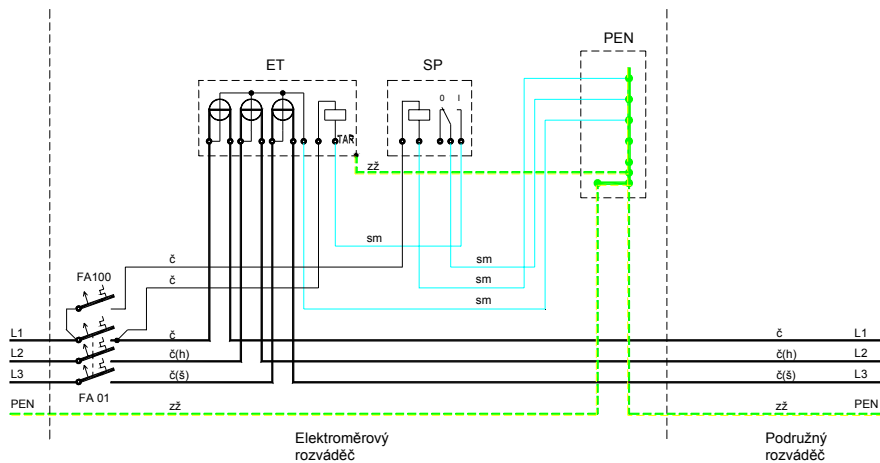 PEN
ET
SP
0 I
TAR
zž
sm
č
sm
FA100
č
sm
sm
L1
č
č
L1
L2
č(h)
č(h)
L2
L3
č(š)
č(š)
L3
FA 01
PEN
zž
zž
PEN
Elektroměrový
rozváděč
Podružný
rozváděč